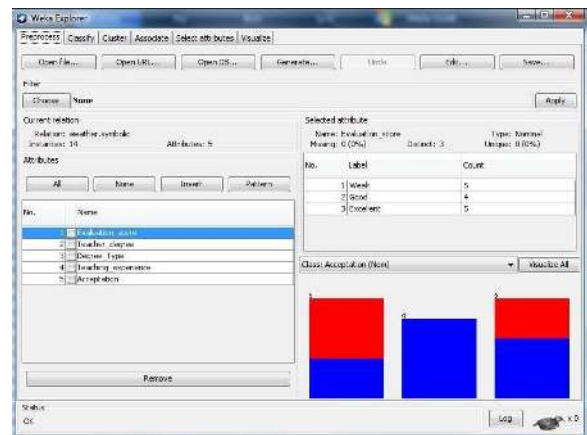 Weka Explorer
Preprocess Classify Cluster Associate Select attributes Visualize
Open file... Open URL... Open DB... Generate... Undo Edit... Save...
Filter
Choose None Apply
Current relation
Relation: weather.symbolic
Instances: 14 Attributes: 5
Attributes
All None Invert Pattern
No. Name
1 Evaluation_score
2 Teacher_degree
3 Degree_Type
4 Teaching_experience
5 Acceptation
Remove
Selected attribute
Name: Evaluation_score Type: Nominal
Missing: 0 (0%) Distinct: 3 Unique: 0 (0%)
No. Label Count
1 Weak 5
2 Good 4
3 Excelent 5
Class: Acceptation (Nom) Visualize All
5 4 5
Status
OK Log x 0